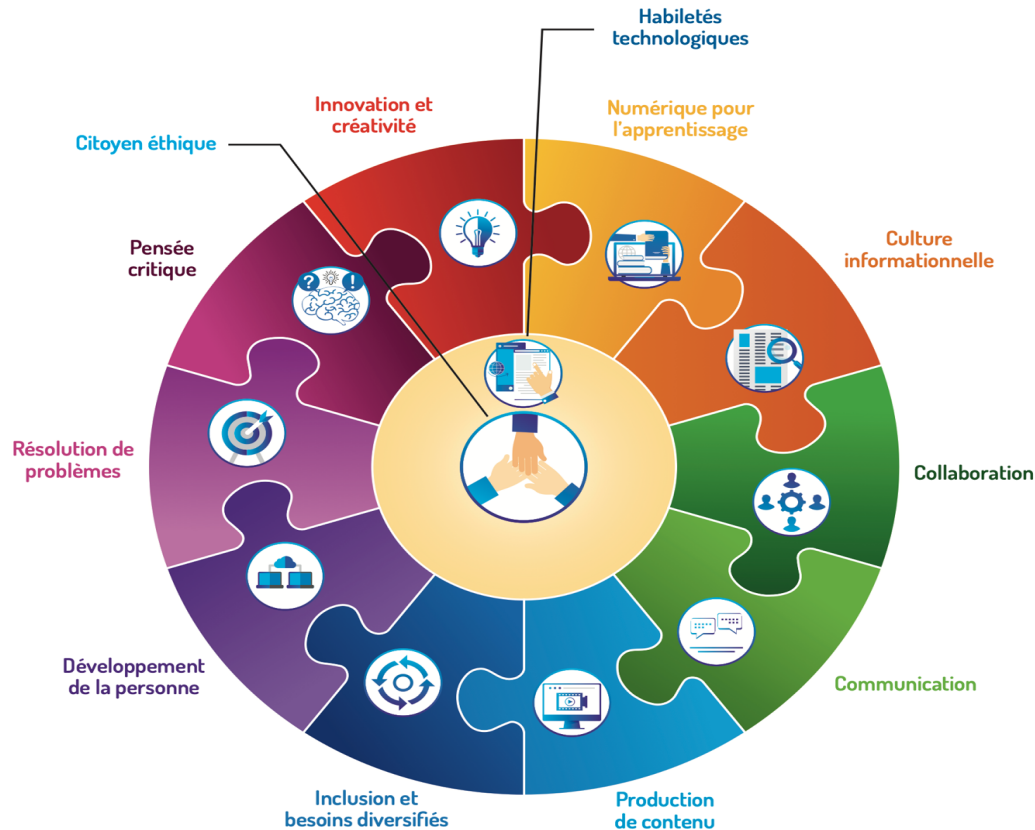 Habiletés
technologiques
Innovation et
créativité
Numérique pour
l'apprentissage
Citoyen éthique
Pensée
critique
Culture
informationnelle
Résolution de
problèmes
Collaboration
Développement
de la personne
Communication
Inclusion et
besoins diversifiés
Production
de contenu
? !